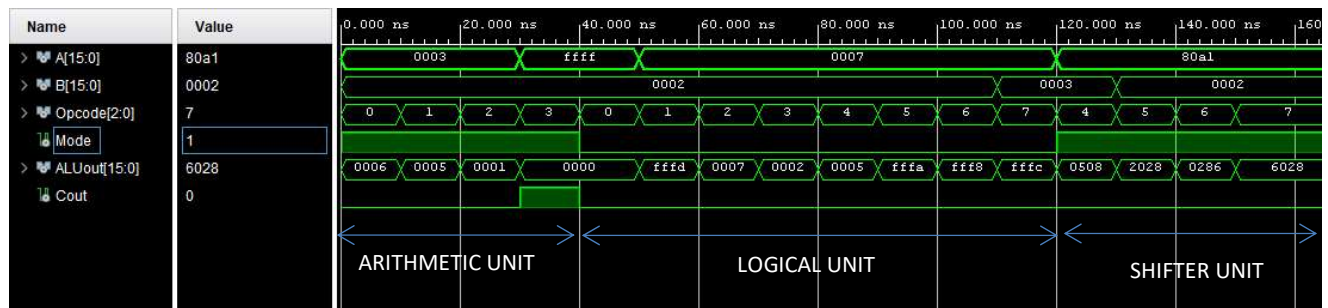 Name Value 0.000 ns 20.000 ns 40.000 ns 60.000 ns 80.000 ns 100.000 ns 120.000 ns 140.000 ns 160
> A[15:0] 80a1 0003 ffff 0007 80a1
> B[15:0] 0002 0002 0003 0002
> Opcode[2:0] 7 0 1 2 3 0 1 2 3 4 5 6 7 4 5 6 7
Mode 1
> ALUout[15:0] 6028 0006 0005 0001 0000 fffd 0007 0002 0005 fffa fff8 fffc 0508 2028 0286 6028
Cout 0
ARITHMETIC UNIT LOGICAL UNIT SHIFTER UNIT